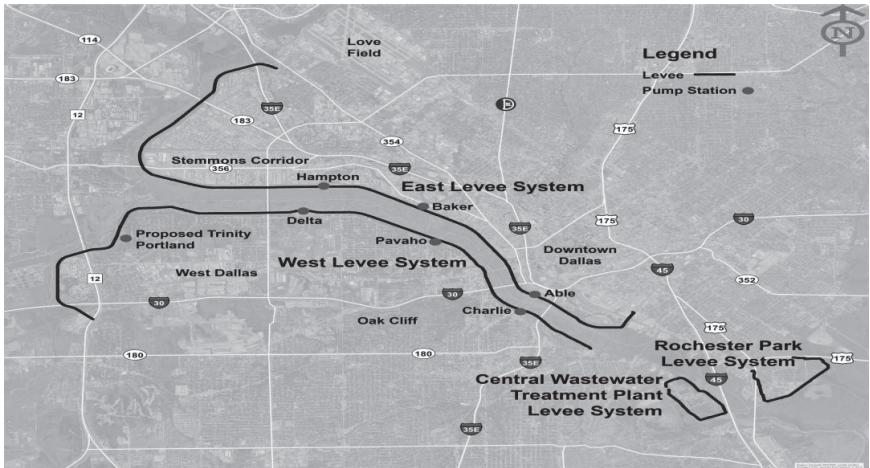 N
Love
Field
Legend
Levee
Pump Station
114
183
12
35E
183
D
175
354
Stemmons Corridor
356
35E
Hampton
East Levee System
Baker
Delta
Proposed Trinity
Portland
Pavaho
West Levee System
West Dallas
175
30
35E
Downtown
Dallas
45
352
12
30
30
Able
Charlie
Oak Cliff
180
180
35E
175
Rochester Park
Levee System
175
45
Central Wastewater
Treatment Plant
Levee System
35E